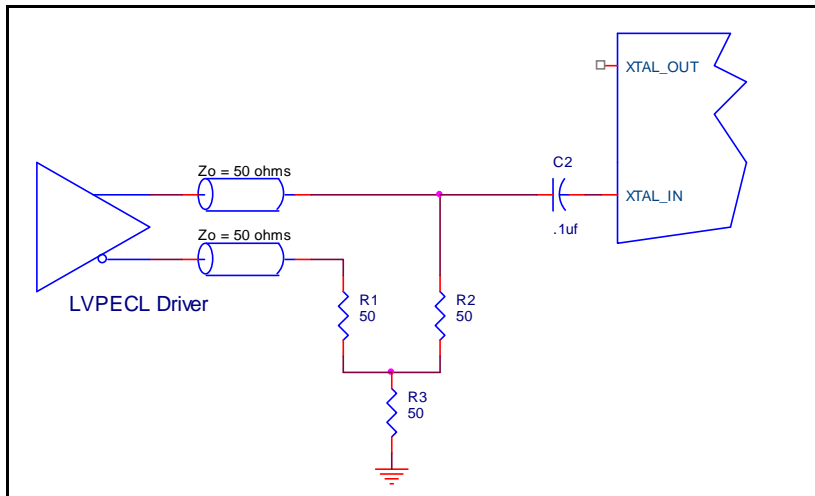 XTAL_OUT
Zo = 50 ohms
C2
XTAL_IN
.1uf
Zo = 50 ohms
LVPECL Driver
R1
50
R2
50
R3
50